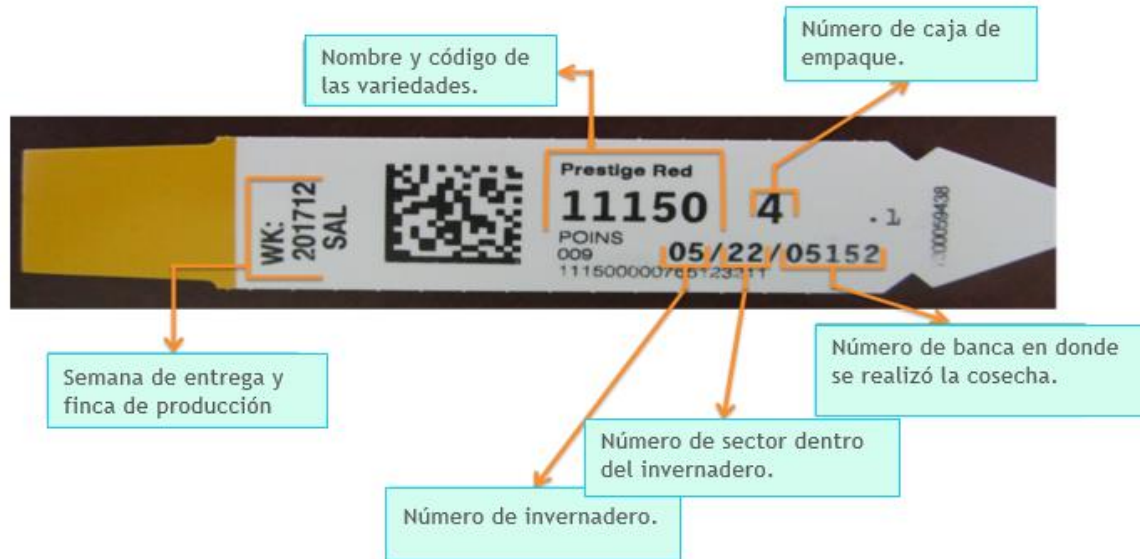 Nombre y código de
las variedades.
Número de caja de
empaque.
WK:
201712
SAL
Prestige Red
11150
4
.1
POINS
009
05/22/05152
Semana de entrega y
finca de producción
Número de banca en donde
se realizó la cosecha.
Número de sector dentro
del invernadero.
Número de invernadero.